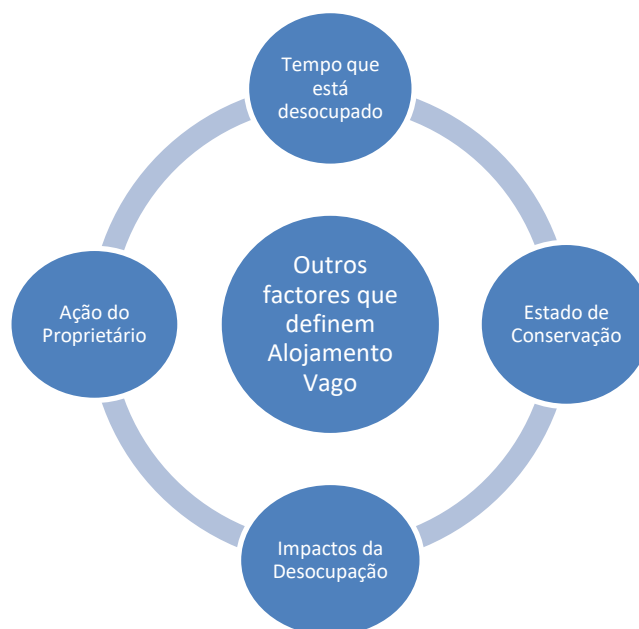 Tempo que
está
desocupado
Outros
factores que
definem
Alojamento
Vago
Ação do
Proprietário
Estado de
Conservação
Impactos da
Desocupação